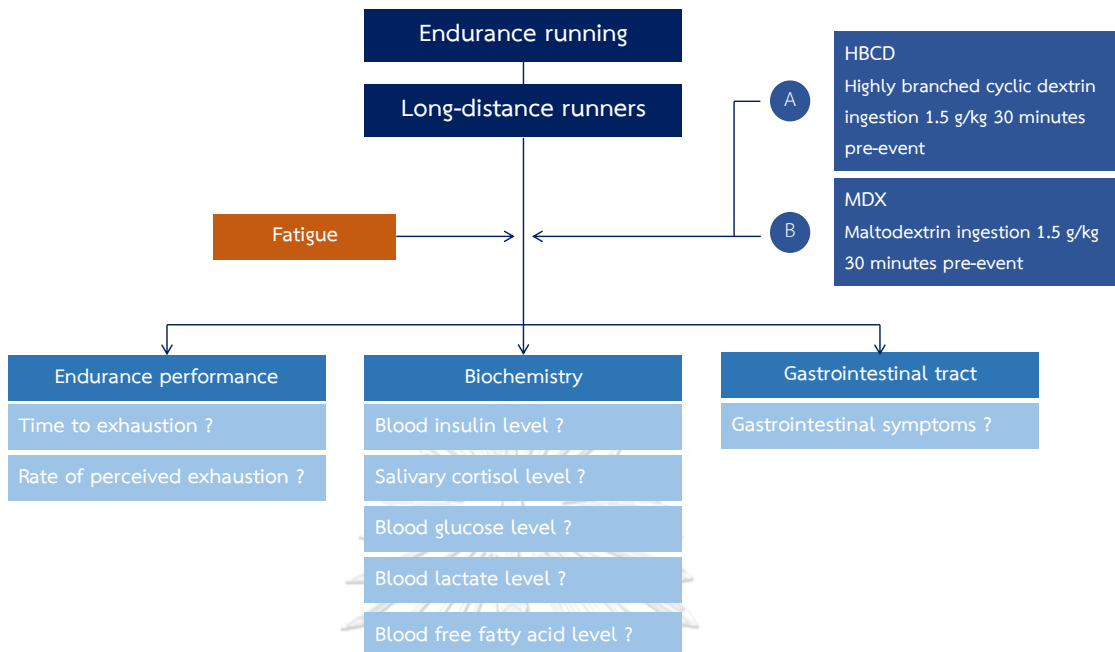 Endurance running
Long-distance runners
A
HBCD
Highly branched cyclic dextrin
ingestion 1.5 g/kg 30 minutes
pre-event
Fatigue
B
MDX
Maltodextrin ingestion 1.5 g/kg
30 minutes pre-event
Endurance performance
Time to exhaustion ?
Rate of perceived exhaustion ?
Biochemistry
Blood insulin level ?
Salivary cortisol level ?
Blood glucose level ?
Blood lactate level ?
Blood free fatty acid level ?
Gastrointestinal tract
Gastrointestinal symptoms ?